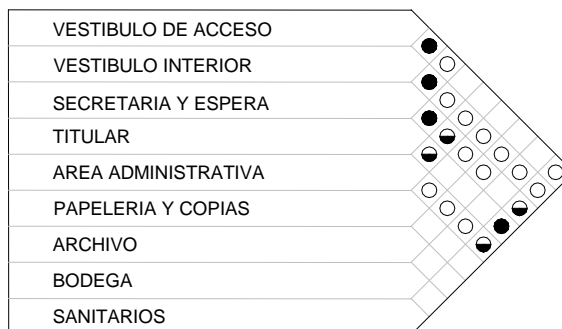 VESTIBULO DE ACCESO
VESTIBULO INTERIOR
SECRETARIA Y ESPERA
TITULAR
AREA ADMINISTRATIVA
PAPELERIA Y COPIAS
ARCHIVO
BODEGA
SANITARIOS